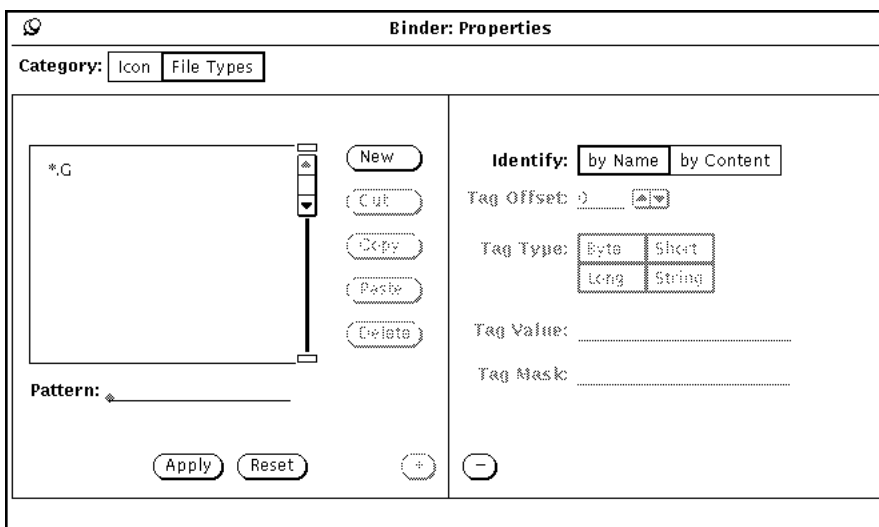 Binder: Properties
Category: Icon File Types
*.G
New
Cut
Copy
Paste
Delete
Pattern:
Apply Reset +
Identify: by Name by Content
Tag Offset: 0
Tag Type: Byte Short
Long String
Tag Value:
Tag Mask:
−